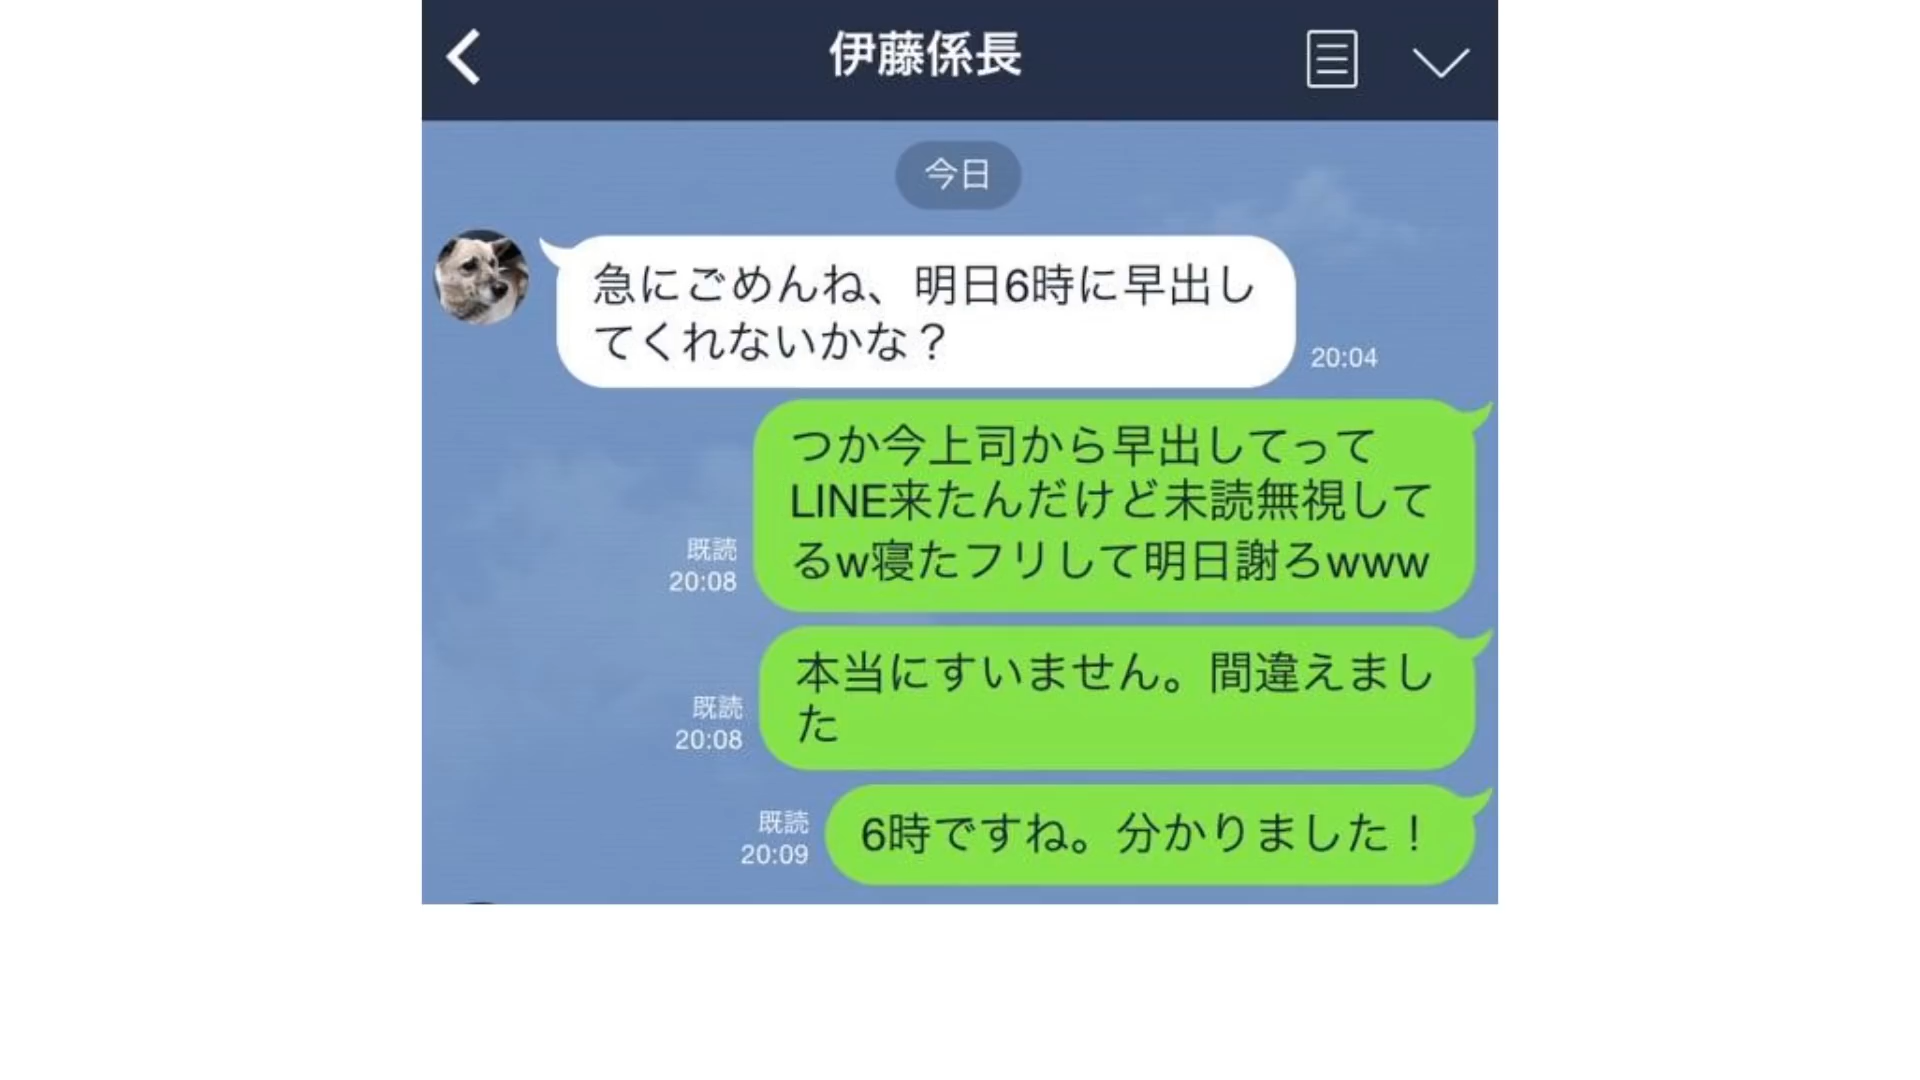 伊藤係長
今日
急にごめんね、明日6時に早出し
てくれないかな？
20:04
つか今上司から早出してって
LINE来たんだけど未読無視して
るw寝たフリして明日謝ろwww
既読
20:08
本当にすいません。間違えまし
た
既読
20:08
6時ですね。分かりました！
既読
20:09